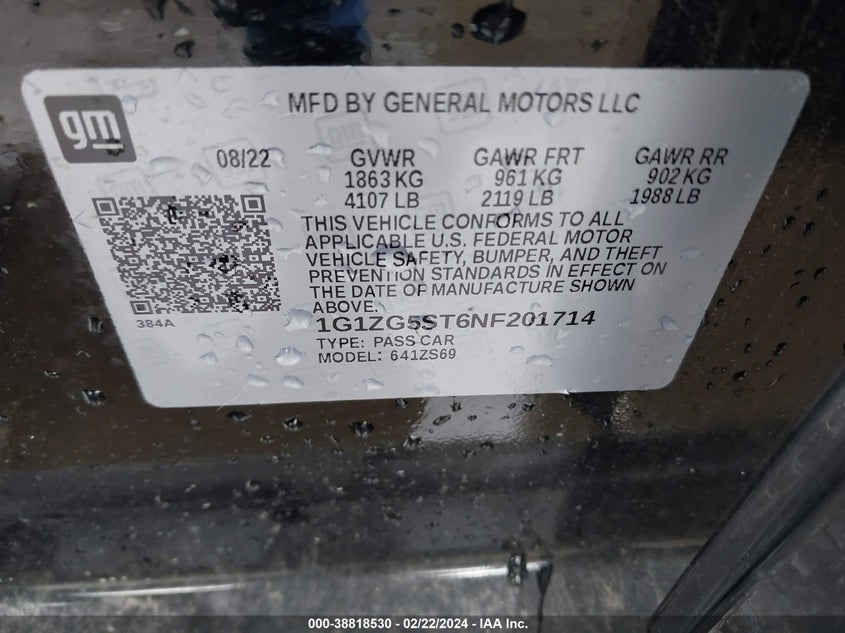 gm
MFD BY GENERAL MOTORS LLC
08/22 GVWR GAWR FRT GAWR RR
1863 KG 961 KG 902 KG
4107 LB 2119 LB 1988 LB
THIS VEHICLE CONFORMS TO ALL
APPLICABLE U.S. FEDERAL MOTOR
VEHICLE SAFETY, BUMPER, AND THEFT
PREVENTION STANDARDS IN EFFECT ON
THE DATE OF MANUFACTURE SHOWN
ABOVE.
384A
1G1ZG5ST6NF201714
TYPE: PASS CAR
MODEL: 641ZS69
000-38818530 - 02/22/2024 - IAA Inc.